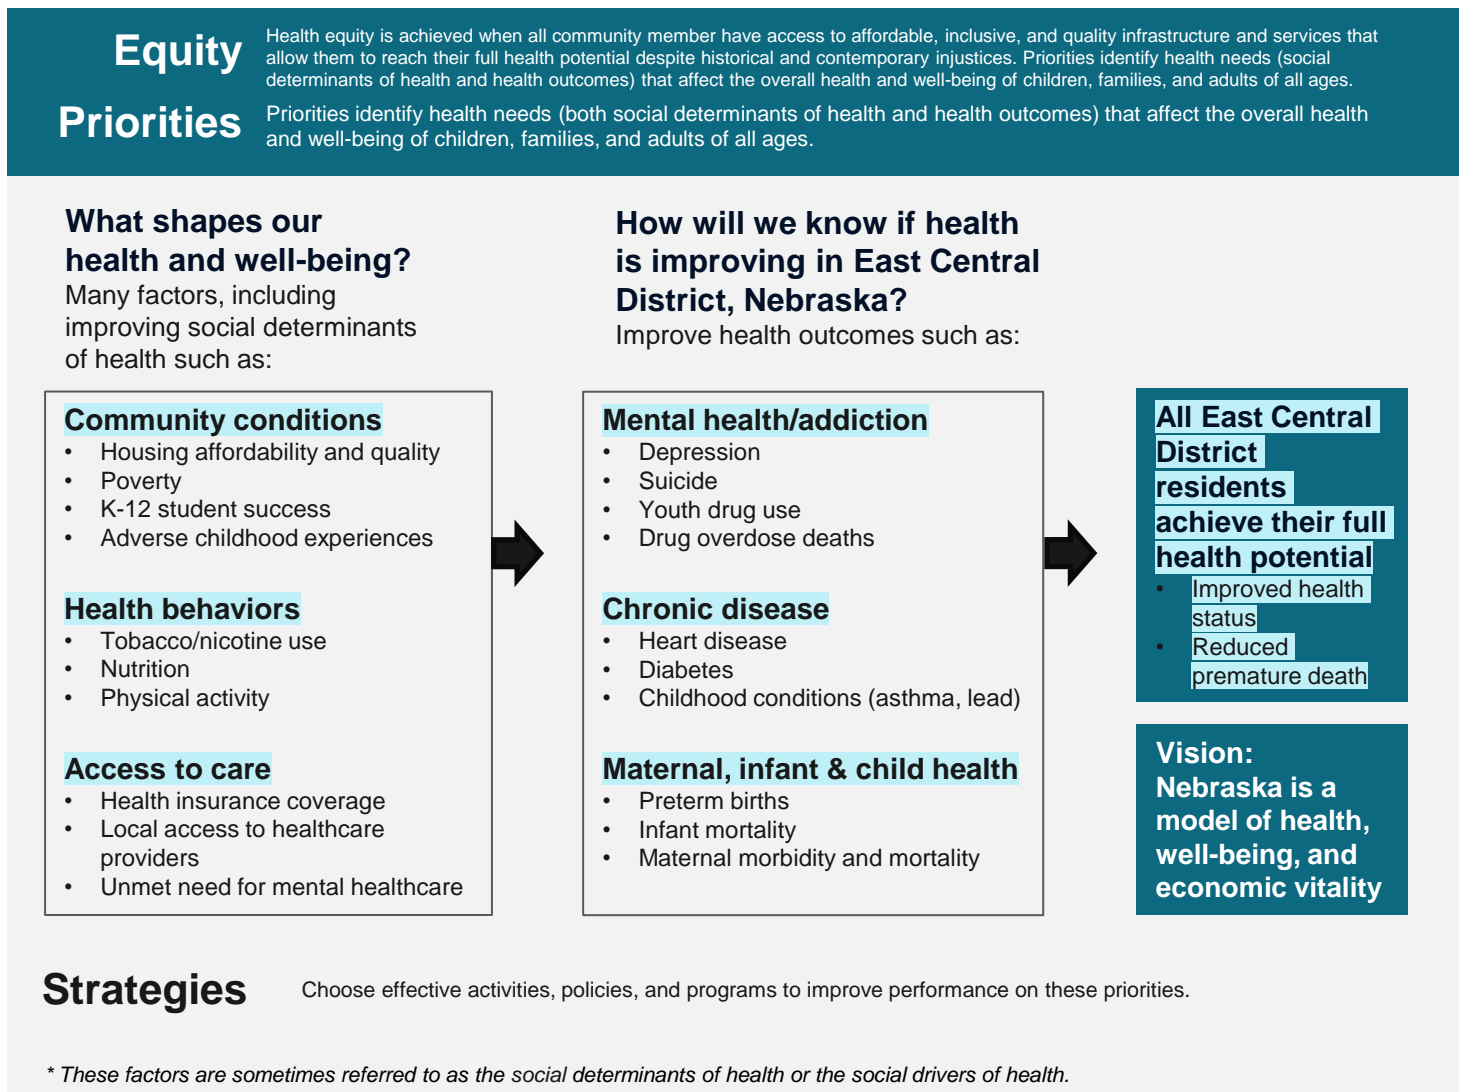 Equity
Health equity is achieved when all community member have access to affordable, inclusive, and quality infrastructure and services that
allow them to reach their full health potential despite historical and contemporary injustices. Priorities identify health needs (social
determinants of health and health outcomes) that affect the overall health and well-being of children, families, and adults of all ages.
Priorities
Priorities identify health needs (both social determinants of health and health outcomes) that affect the overall health
and well-being of children, families, and adults of all ages.
What shapes our
health and well-being?
Many factors, including
improving social determinants
of health such as:
Community conditions
• Housing affordability and quality
• Poverty
• K-12 student success
• Adverse childhood experiences
Health behaviors
• Tobacco/nicotine use
• Nutrition
• Physical activity
Access to care
• Health insurance coverage
• Local access to healthcare
providers
• Unmet need for mental healthcare
How will we know if health
is improving in East Central
District, Nebraska?
Improve health outcomes such as:
Mental health/addiction
• Depression
• Suicide
• Youth drug use
• Drug overdose deaths
Chronic disease
• Heart disease
• Diabetes
• Childhood conditions (asthma, lead)
Maternal, infant & child health
• Preterm births
• Infant mortality
• Maternal morbidity and mortality
All East Central
District
residents
achieve their full
health potential
• Improved health
status
• Reduced
premature death
Vision:
Nebraska is a
model of health,
well-being, and
economic vitality
Strategies
Choose effective activities, policies, and programs to improve performance on these priorities.
* These factors are sometimes referred to as the social determinants of health or the social drivers of health.